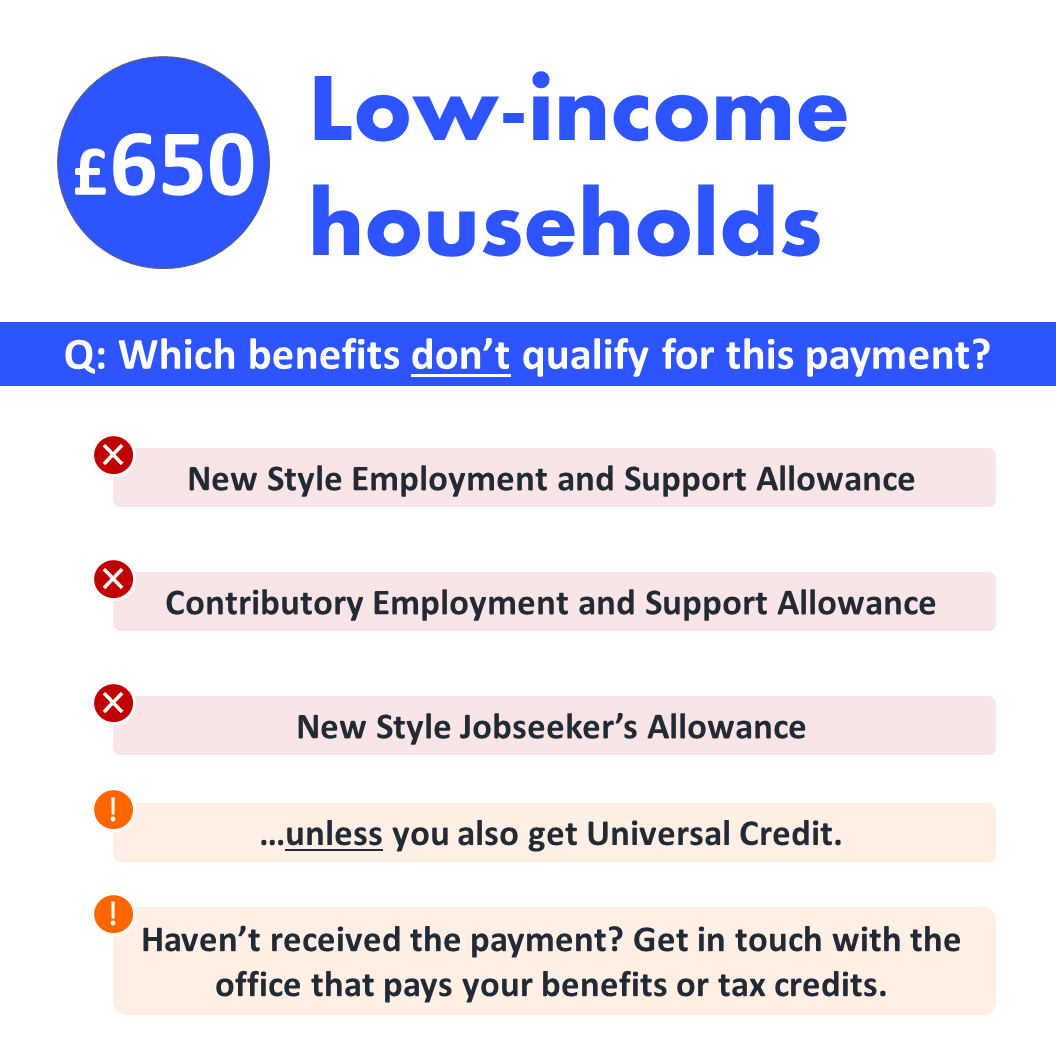 £650
Low-income
households
Q: Which benefits don’t qualify for this payment?
New Style Employment and Support Allowance
Contributory Employment and Support Allowance
New Style Jobseeker’s Allowance
…unless you also get Universal Credit.
Haven’t received the payment? Get in touch with the
office that pays your benefits or tax credits.